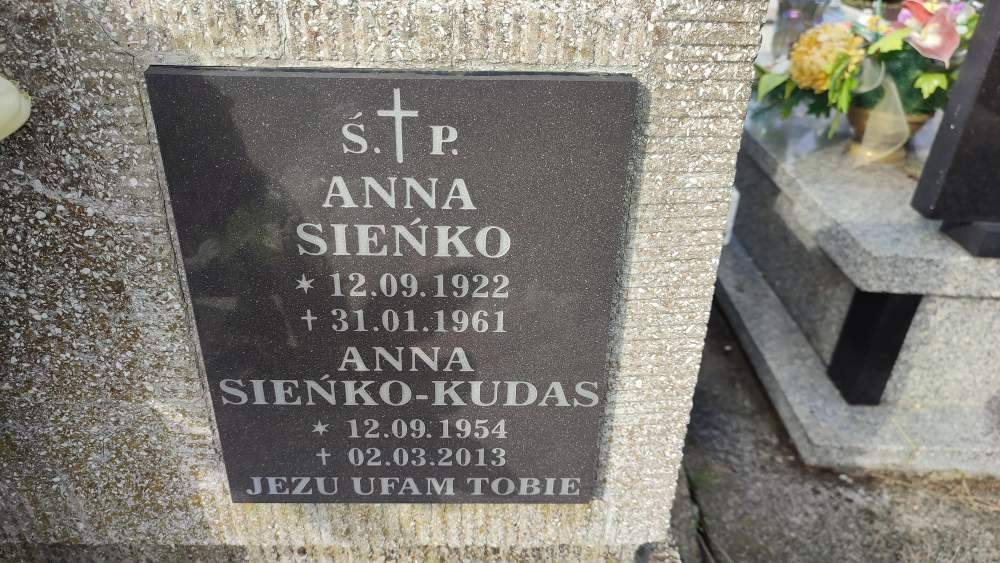 Ś. P.
ANNA
SIEŃKO
* 12.09.1922
† 31.01.1961
ANNA
SIEŃKO-KUDAS
* 12.09.1954
† 02.03.2013
JEZU UFAM TOBIE